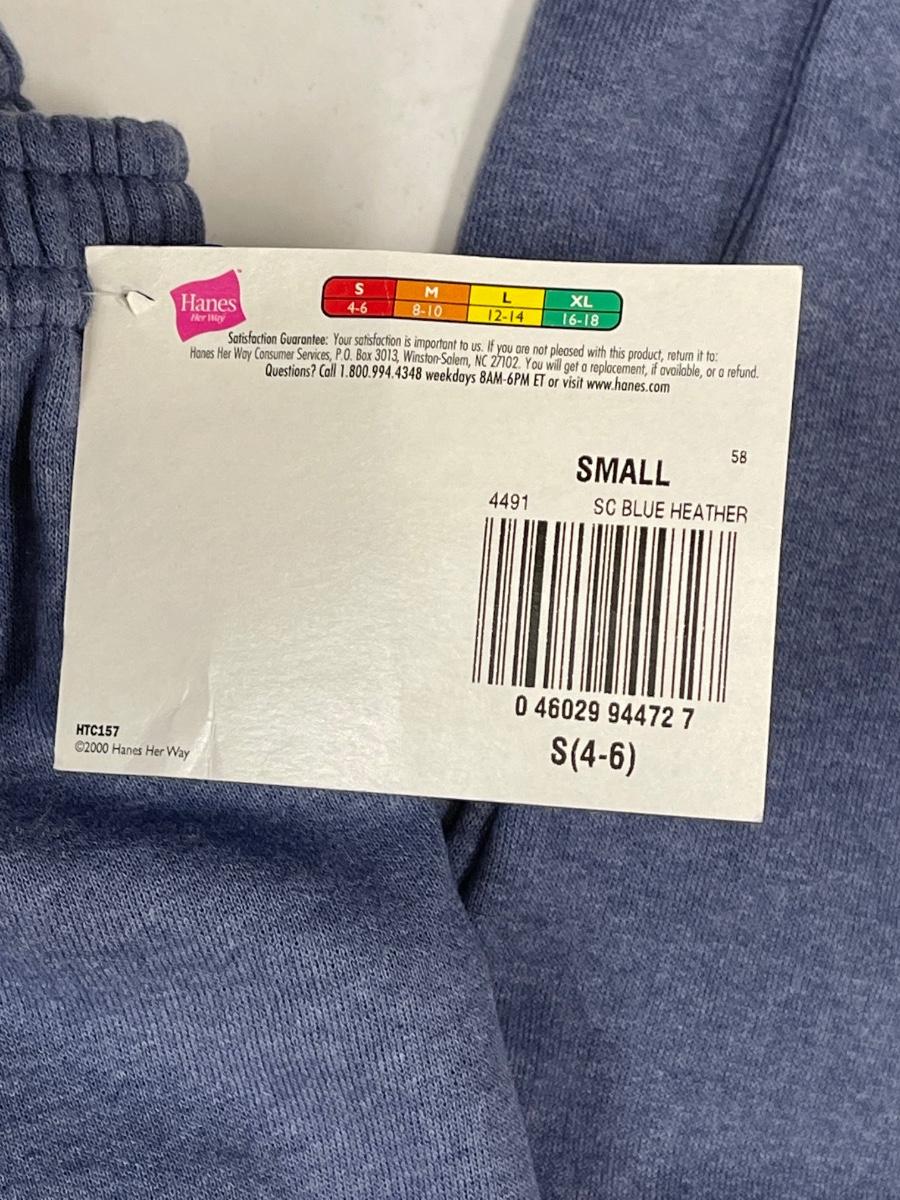 Hanes
Her Way
S M L XL
4-6 8-10 12-14 16-18
Satisfaction Guarantee: Your satisfaction is important to us. If you are not pleased with this product, return it to:
Hanes Her Way Consumer Services, P.O. Box 3013, Winston-Salem, NC 27102. You will get a replacement, if available, or a refund.
Questions? Call 1.800.994.4348 weekdays 8AM-6PM ET or visit www.hanes.com
58
SMALL
4491 SC BLUE HEATHER
0 46029 94472 7
S(4-6)
HTC157
©2000 Hanes Her Way